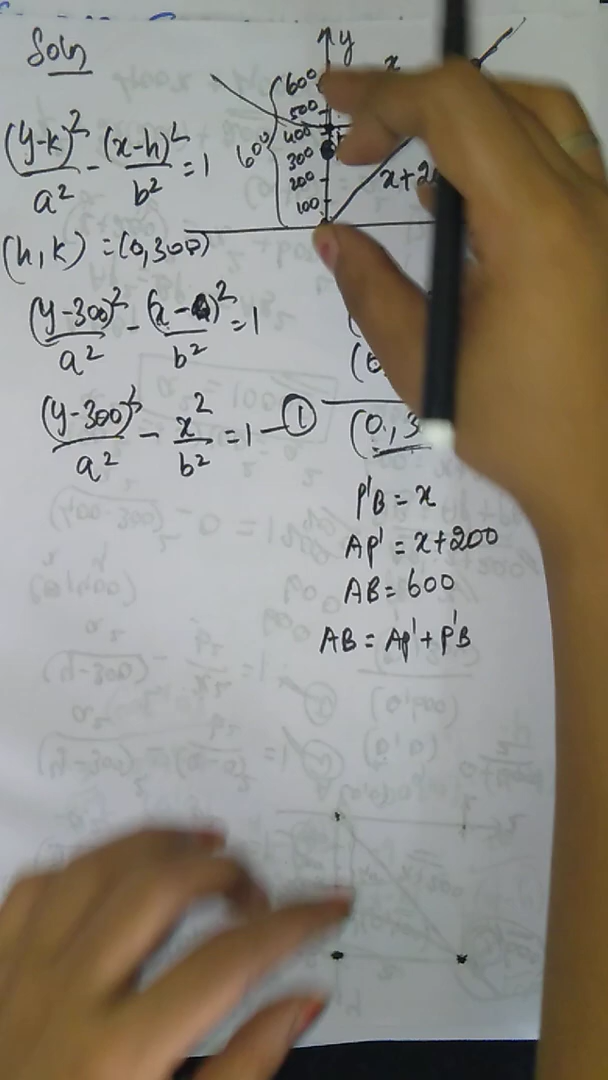 Soln
y
x
600
500
400
300
200
100
600
x+20
(y-k)²/a² - (x-h)²/b² = 1
(h, k) = (0, 300)
(y-300)²/a² - (x-0)²/b² = 1
(y-300)²/a² - x²/b² = 1 — ①
(0, 3
P'B = x
AP' = x+200
AB = 600
AB = AP' + P'B